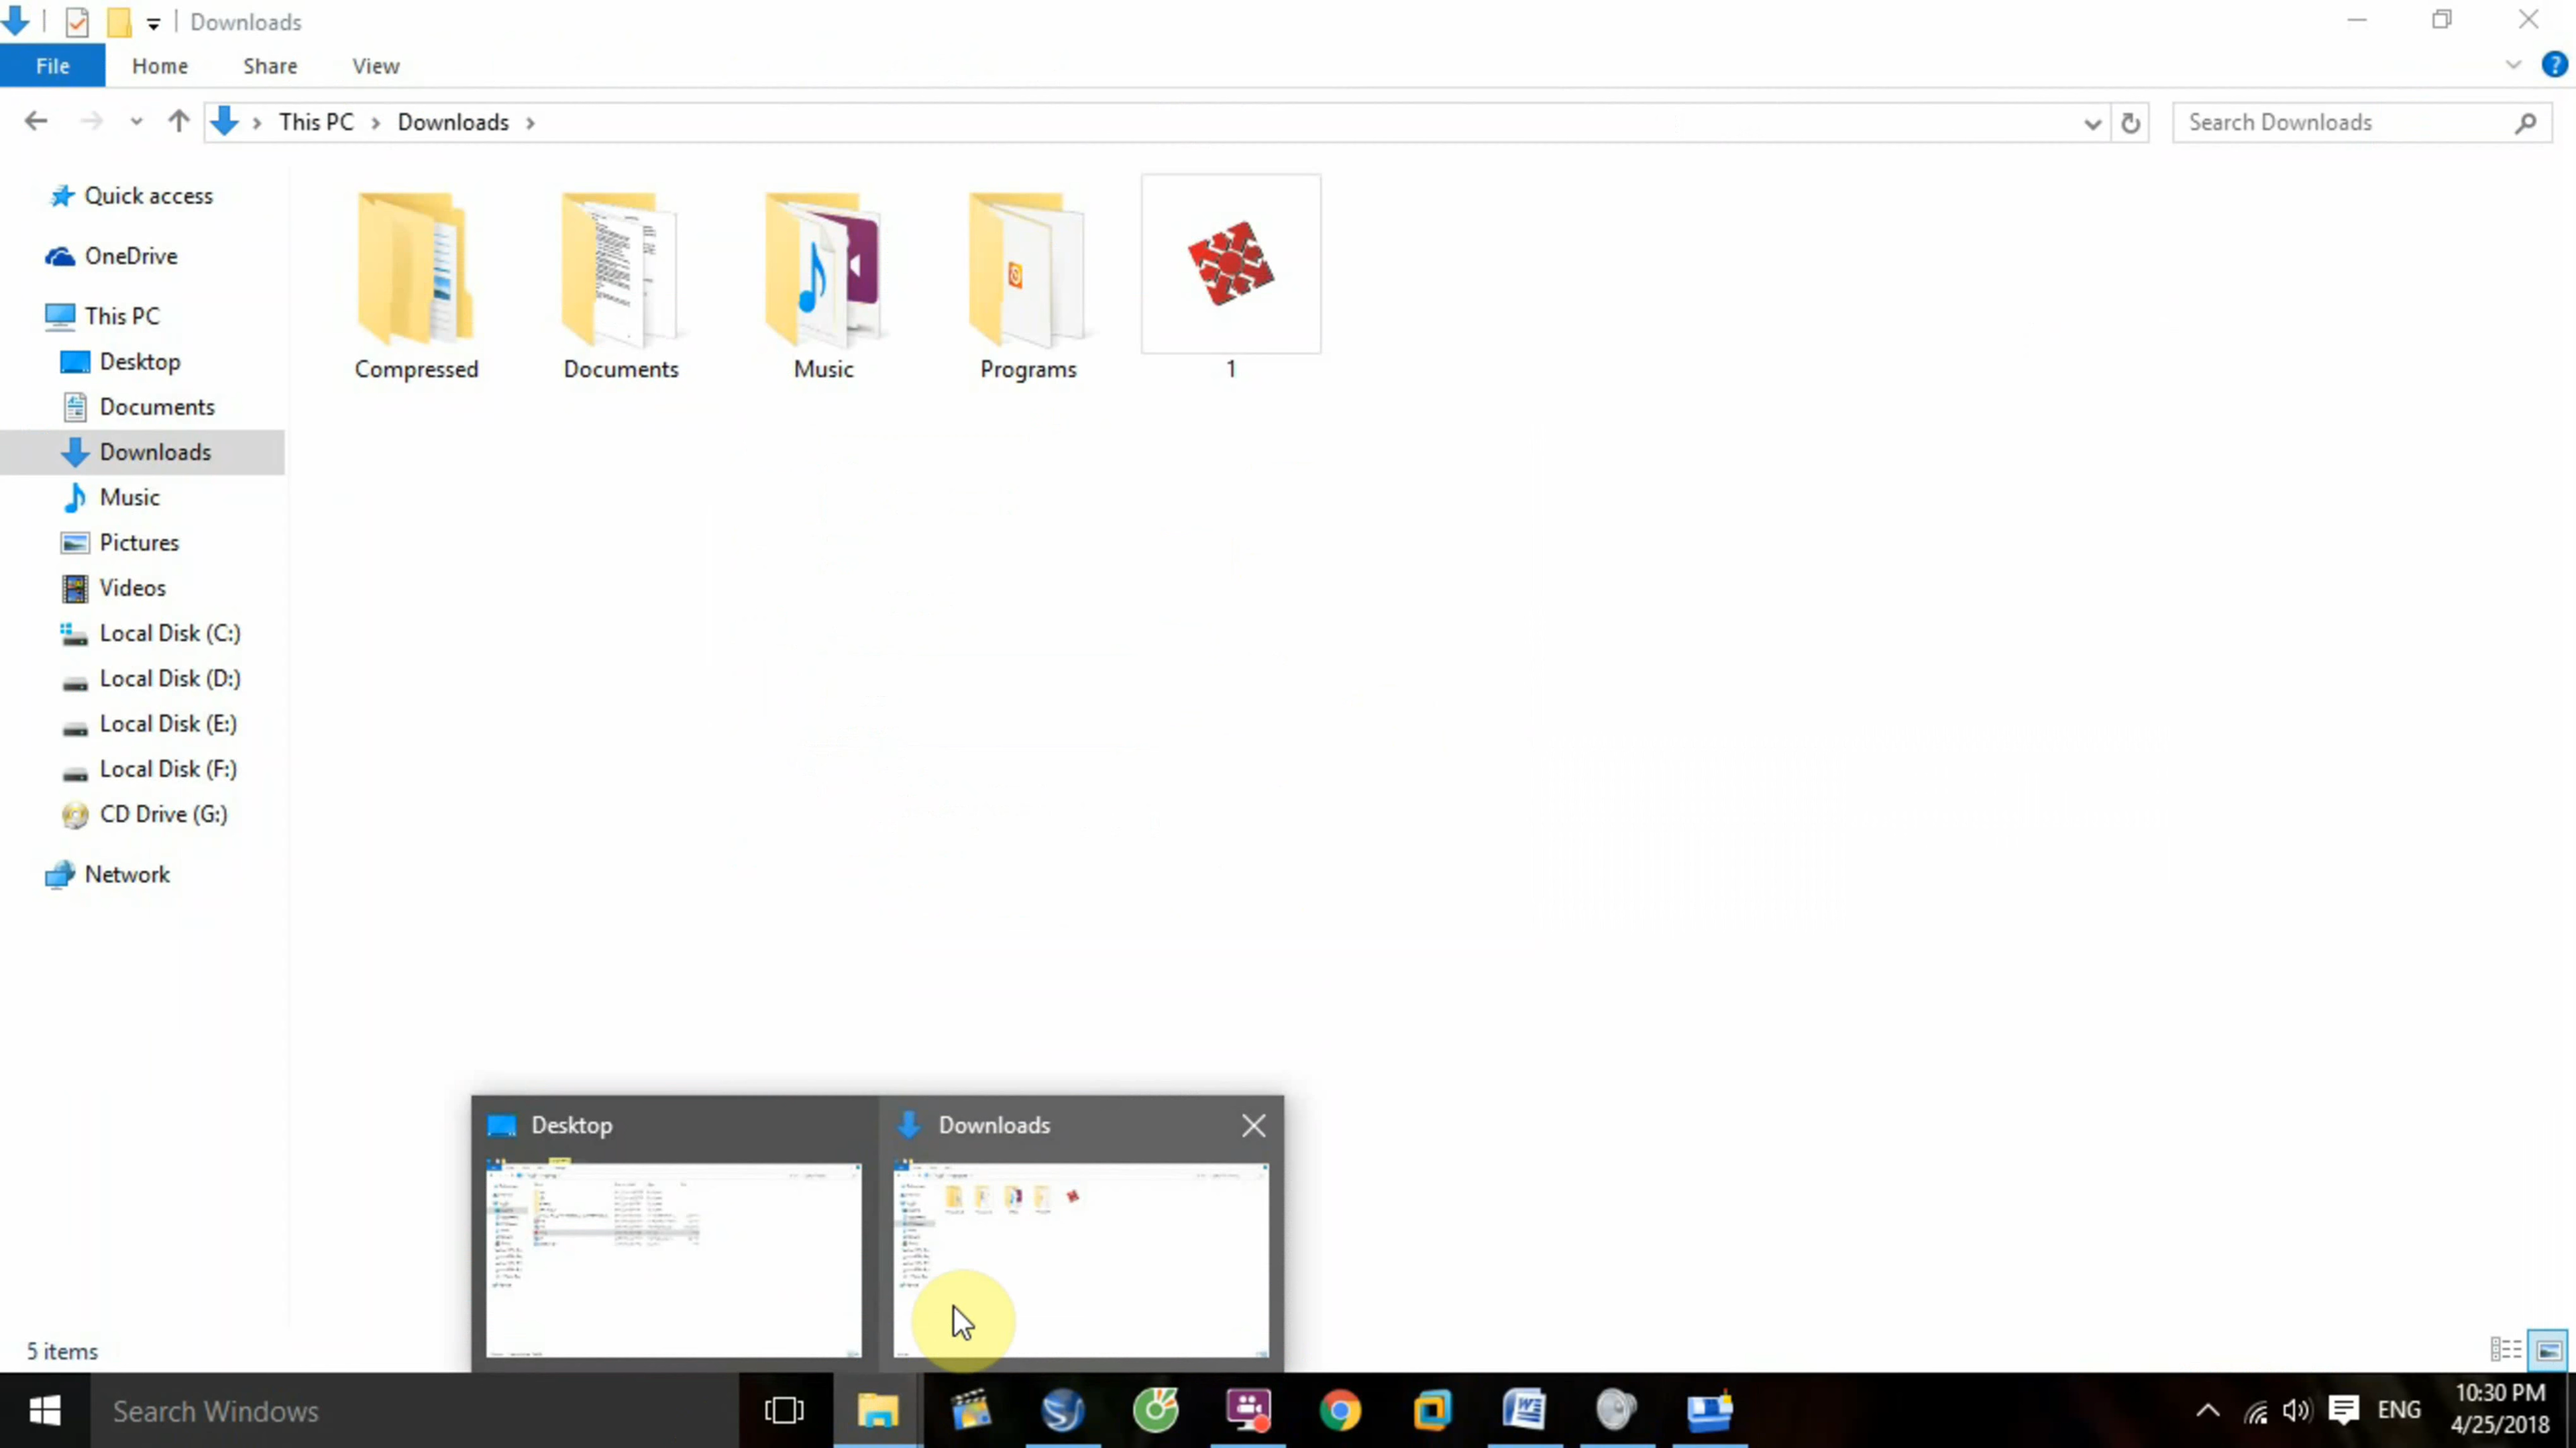 Downloads
File Home Share View
This PC Downloads
Search Downloads
Quick access
OneDrive
This PC
Desktop
Documents
Downloads
Music
Pictures
Videos
Local Disk (C:)
Local Disk (D:)
Local Disk (E:)
Local Disk (F:)
CD Drive (G:)
Network
Compressed
Documents
Music
Programs
1
Desktop
Downloads
5 items
Search Windows
ENG
10:30 PM
4/25/2018